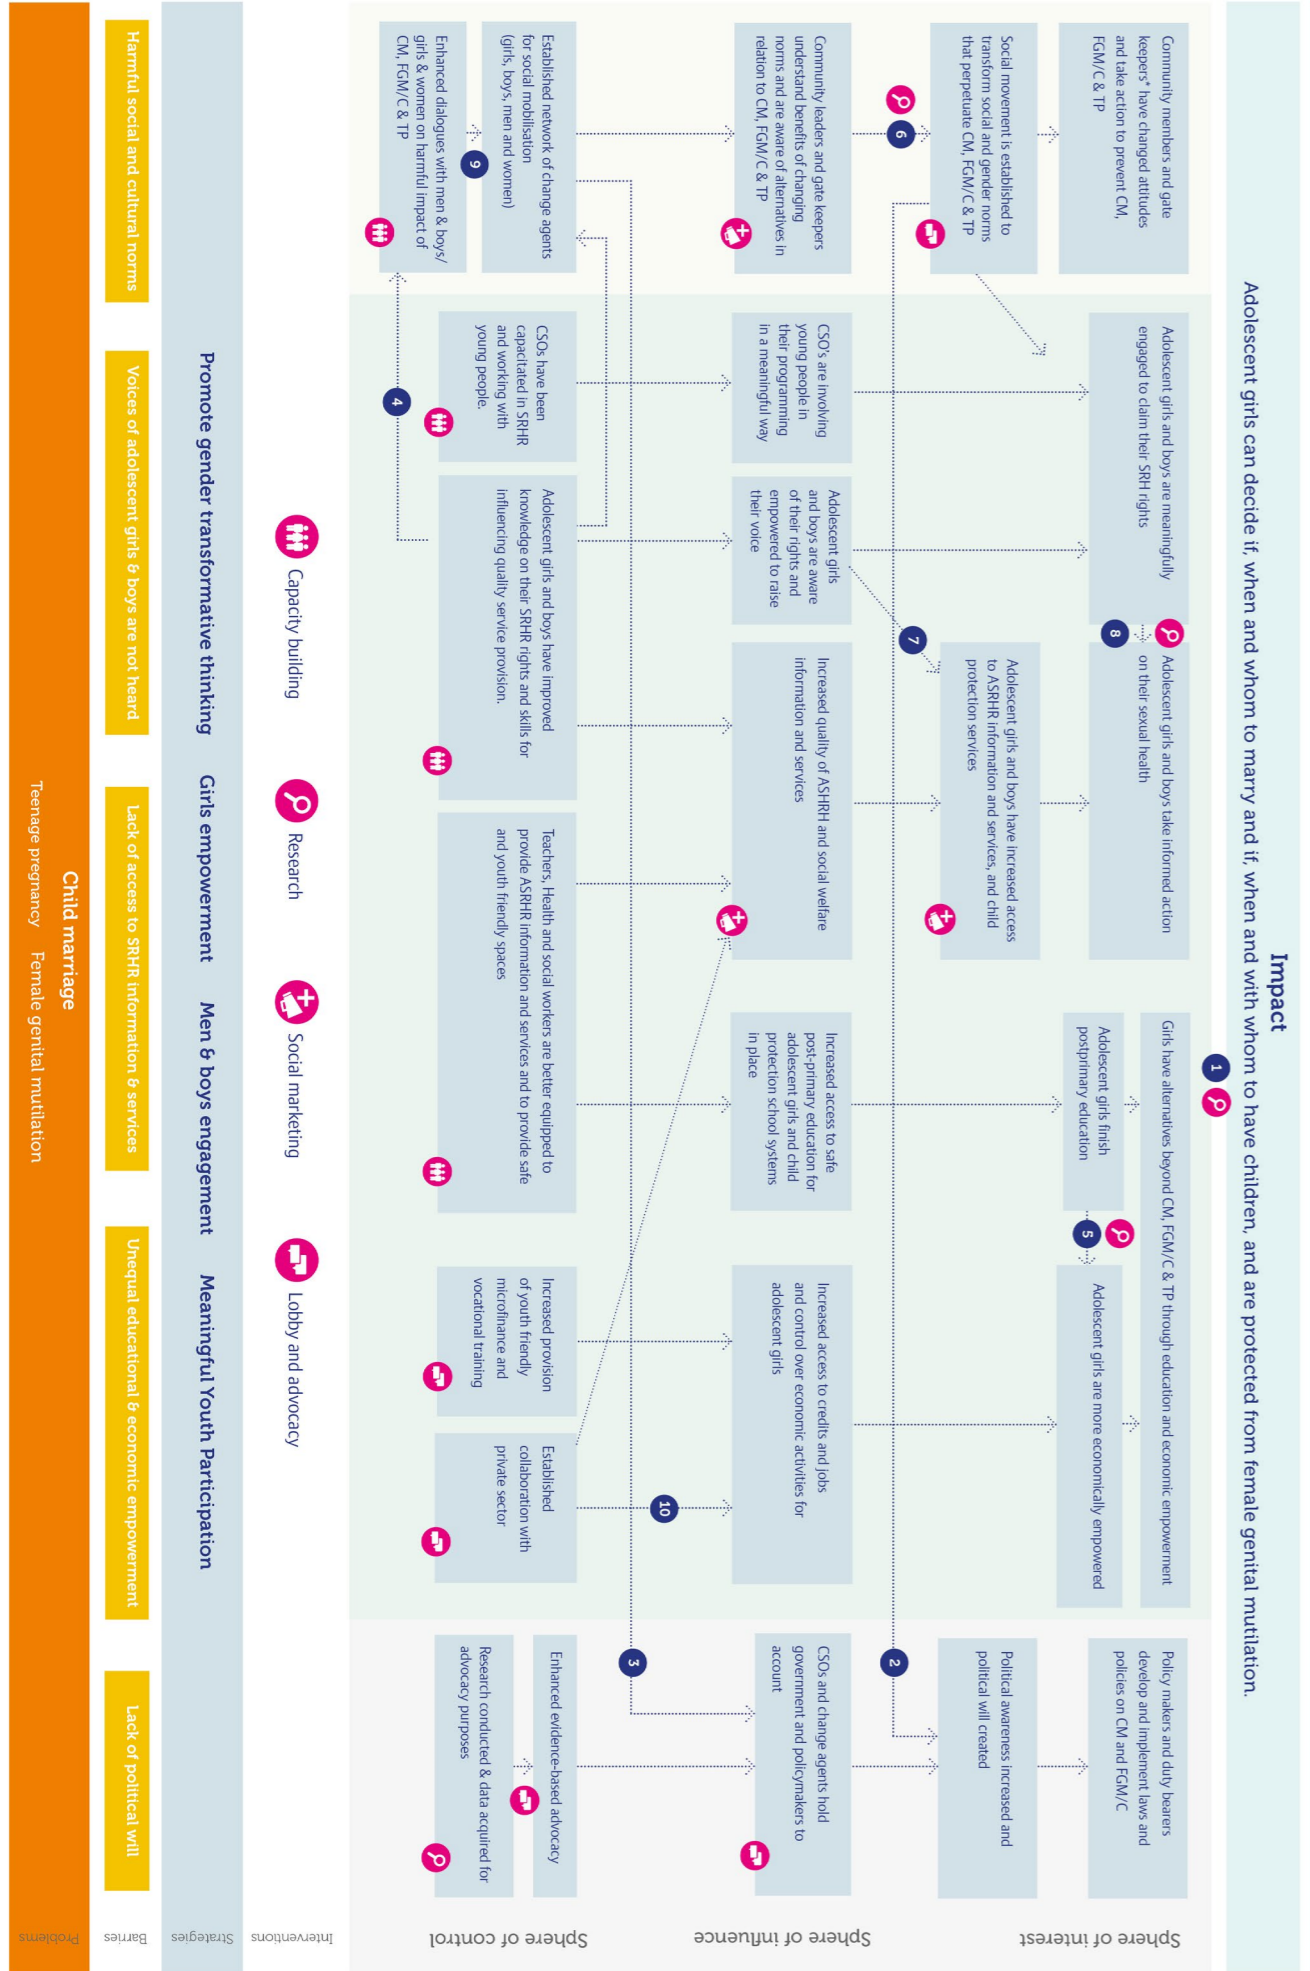 Impact
Adolescent girls can decide if, when and whom to marry and if, when and with whom to have children, and are protected from female genital mutilation.
1
Community members and gate
keepers* have changed attitudes
and take action to prevent CM,
FGM/C & TP
Adolescent girls and boys are meaningfully
engaged to claim their SRH rights
8
Adolescent girls and boys take informed action
on their sexual health
Girls have alternatives beyond CM, FGM/C & TP through education and economic empowerment
Adolescent girls finish
postprimary education
5
Adolescent girls are more economically empowered
Policy makers and duty bearers
develop and implement laws and
policies on CM and FGM/C
Sphere of interest
Social movement is established to
transform social and gender norms
that perpetuate CM, FGM/C & TP
Adolescent girls and boys have increased access
to ASRHR information and services, and child
protection services
Political awareness increased and
political will created
6
7
2
Community leaders and gate keepers
understand benefits of changing
norms and are aware of alternatives in
relation to CM, FGM/C & TP
CSO's are involving
young people in
their programming
in a meaningful way
Adolescent girls
and boys are aware
of their rights and
empowered to raise
their voice
Increased quality of ASHRH and social welfare
information and services
Increased access to safe
post-primary education for
adolescent girls and child
protection school systems
in place
Increased access to credits and jobs
and control over economic activities for
adolescent girls
CSOs and change agents hold
government and policymakers to
account
Sphere of influence
10
3
Established network of change agents
for social mobilisation
(girls, boys, men and women)
9
Enhanced dialogues with men & boys/
girls & women on harmful impact of
CM, FGM/C & TP
4
CSOs have been
capacitated in SRHR
and working with
young people.
Adolescent girls and boys have improved
knowledge on their SRHR rights and skills for
influencing quality service provision.
Teachers, Health and social workers are better equipped to
provide ASRHR information and services and to provide safe
and youth friendly spaces
Increased provision
of youth friendly
microfinance and
vocational training
Established
collaboration with
private sector
Enhanced evidence-based advocacy
Research conducted & data acquired for
advocacy purposes
Sphere of control
Capacity building
Research
Social marketing
Lobby and advocacy
Interventions
Promote gender transformative thinking
Girls empowerment
Men & boys engagement
Meaningful Youth Participation
Strategies
Harmful social and cultural norms
Voices of adolescent girls & boys are not heard
Lack of access to SRHR information & services
Unequal educational & economic empowerment
Lack of political will
Barries
Child marriage
Teenage pregnancy
Female genital mutilation
Problems